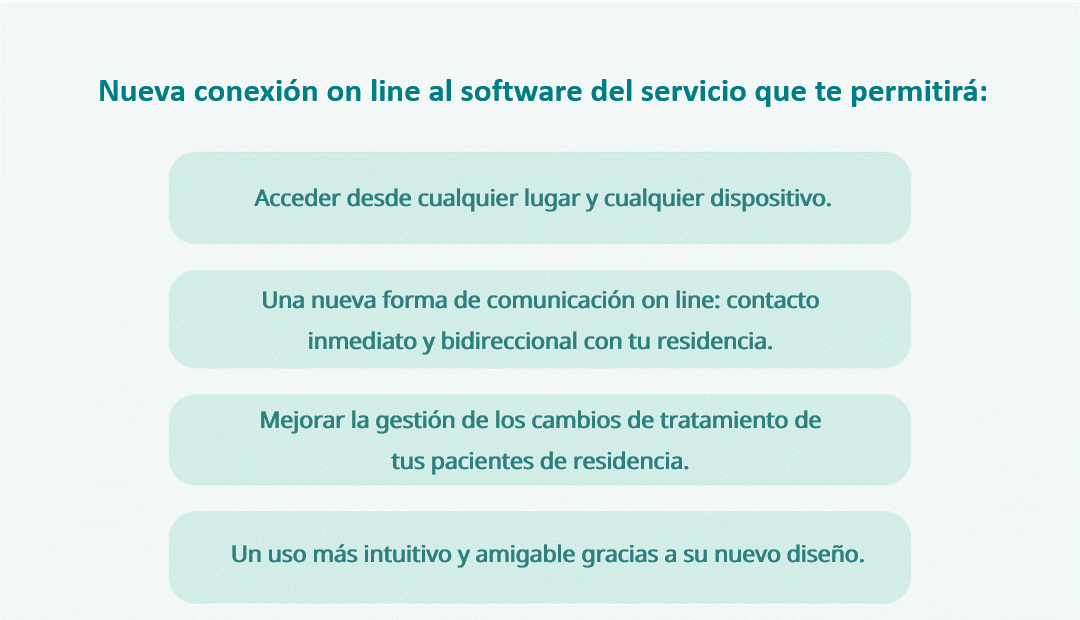 Nueva conexión on line al software del servicio que te permitirá:
Acceder desde cualquier lugar y cualquier dispositivo.
Una nueva forma de comunicación on line: contacto
inmediato y bidireccional con tu residencia.
Mejorar la gestión de los cambios de tratamiento de
tus pacientes de residencia.
Un uso más intuitivo y amigable gracias a su nuevo diseño.